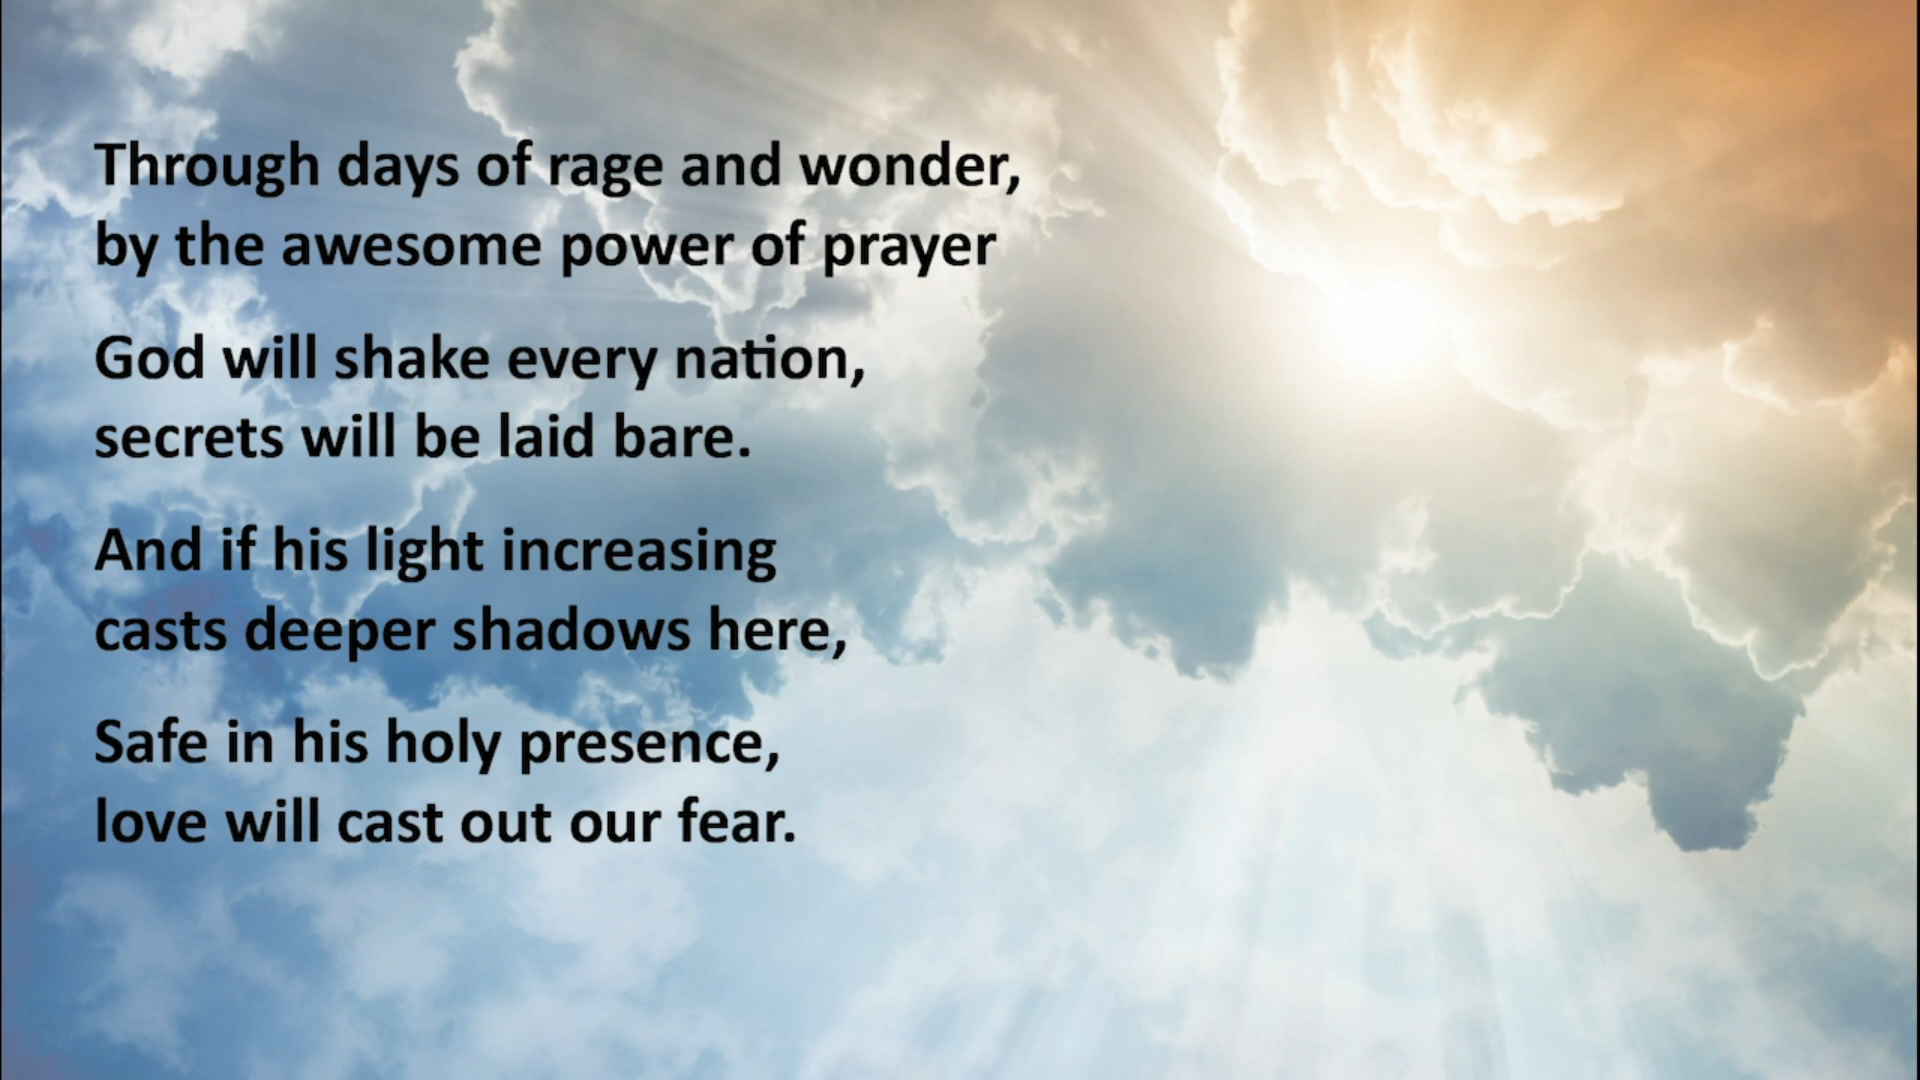 Through days of rage and wonder,
by the awesome power of prayer
God will shake every nation,
secrets will be laid bare.
And if his light increasing
casts deeper shadows here,
Safe in his holy presence,
love will cast out our fear.